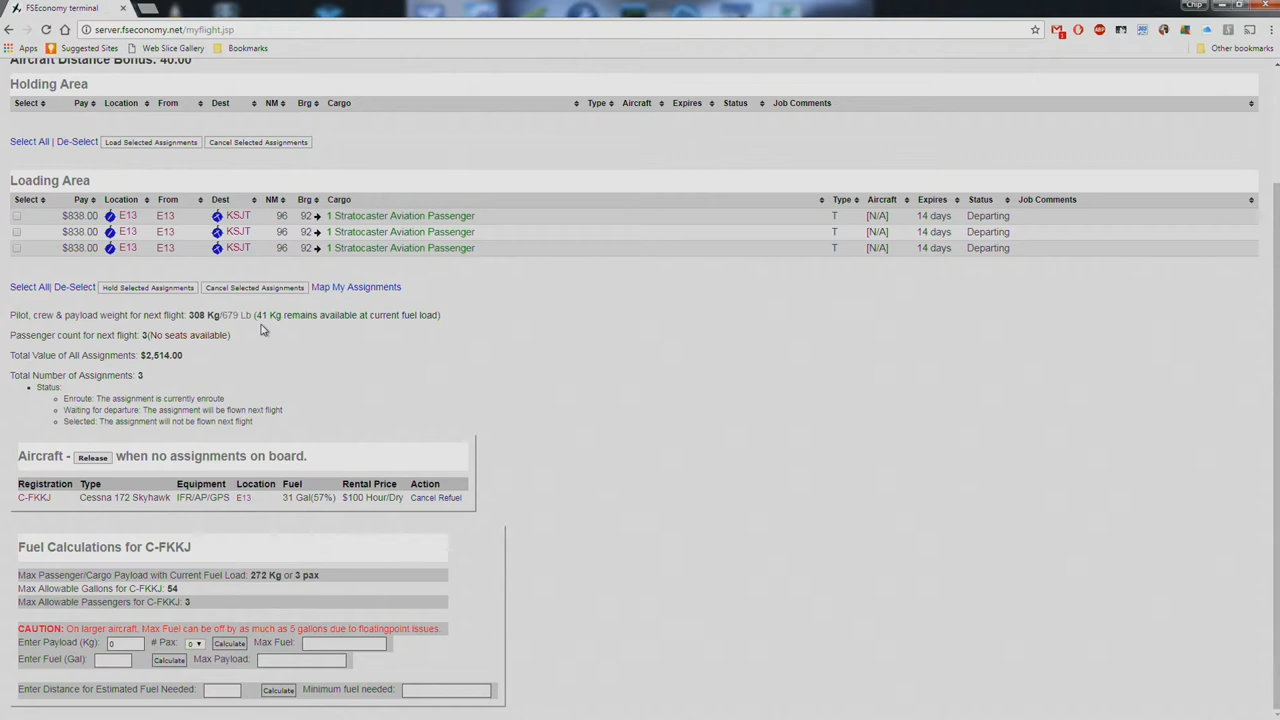 FSEconomy terminal
Chip
server.fseconomy.net/myflight.jsp
Apps Suggested Sites Web Slice Gallery Bookmarks Other bookmarks
Aircraft Distance Bonus: 40.00
Holding Area
Select Pay Location From Dest NM Brg Cargo Type Aircraft Expires Status Job Comments
Select All | De-Select Load Selected Assignments Cancel Selected Assignments
Loading Area
Select Pay Location From Dest NM Brg Cargo Type Aircraft Expires Status Job Comments
$838.00 E13 E13 KSJT 96 92 1 Stratocaster Aviation Passenger T [N/A] 14 days Departing
$838.00 E13 E13 KSJT 96 92 1 Stratocaster Aviation Passenger T [N/A] 14 days Departing
$838.00 E13 E13 KSJT 96 92 1 Stratocaster Aviation Passenger T [N/A] 14 days Departing
Select All| De-Select Hold Selected Assignments Cancel Selected Assignments Map My Assignments
Pilot, crew & payload weight for next flight: 308 Kg/679 Lb (41 Kg remains available at current fuel load)
Passenger count for next flight: 3(No seats available)
Total Value of All Assignments: $2,514.00
Total Number of Assignments: 3
Status:
Enroute: The assignment is currently enroute
Waiting for departure: The assignment will be flown next flight
Selected: The assignment will not be flown next flight
Aircraft - Release when no assignments on board.
Registration Type Equipment Location Fuel Rental Price Action
C-FKKJ Cessna 172 Skyhawk IFR/AP/GPS E13 31 Gal(57%) $100 Hour/Dry Cancel Refuel
Fuel Calculations for C-FKKJ
Max Passenger/Cargo Payload with Current Fuel Load: 272 Kg or 3 pax
Max Allowable Gallons for C-FKKJ: 54
Max Allowable Passengers for C-FKKJ: 3
CAUTION: On larger aircraft, Max Fuel can be off by as much as 5 gallons due to floatingpoint issues.
Enter Payload (Kg): 0 # Pax: 0 Calculate Max Fuel:
Enter Fuel (Gal): Calculate Max Payload:
Enter Distance for Estimated Fuel Needed: Calculate Minimum fuel needed: